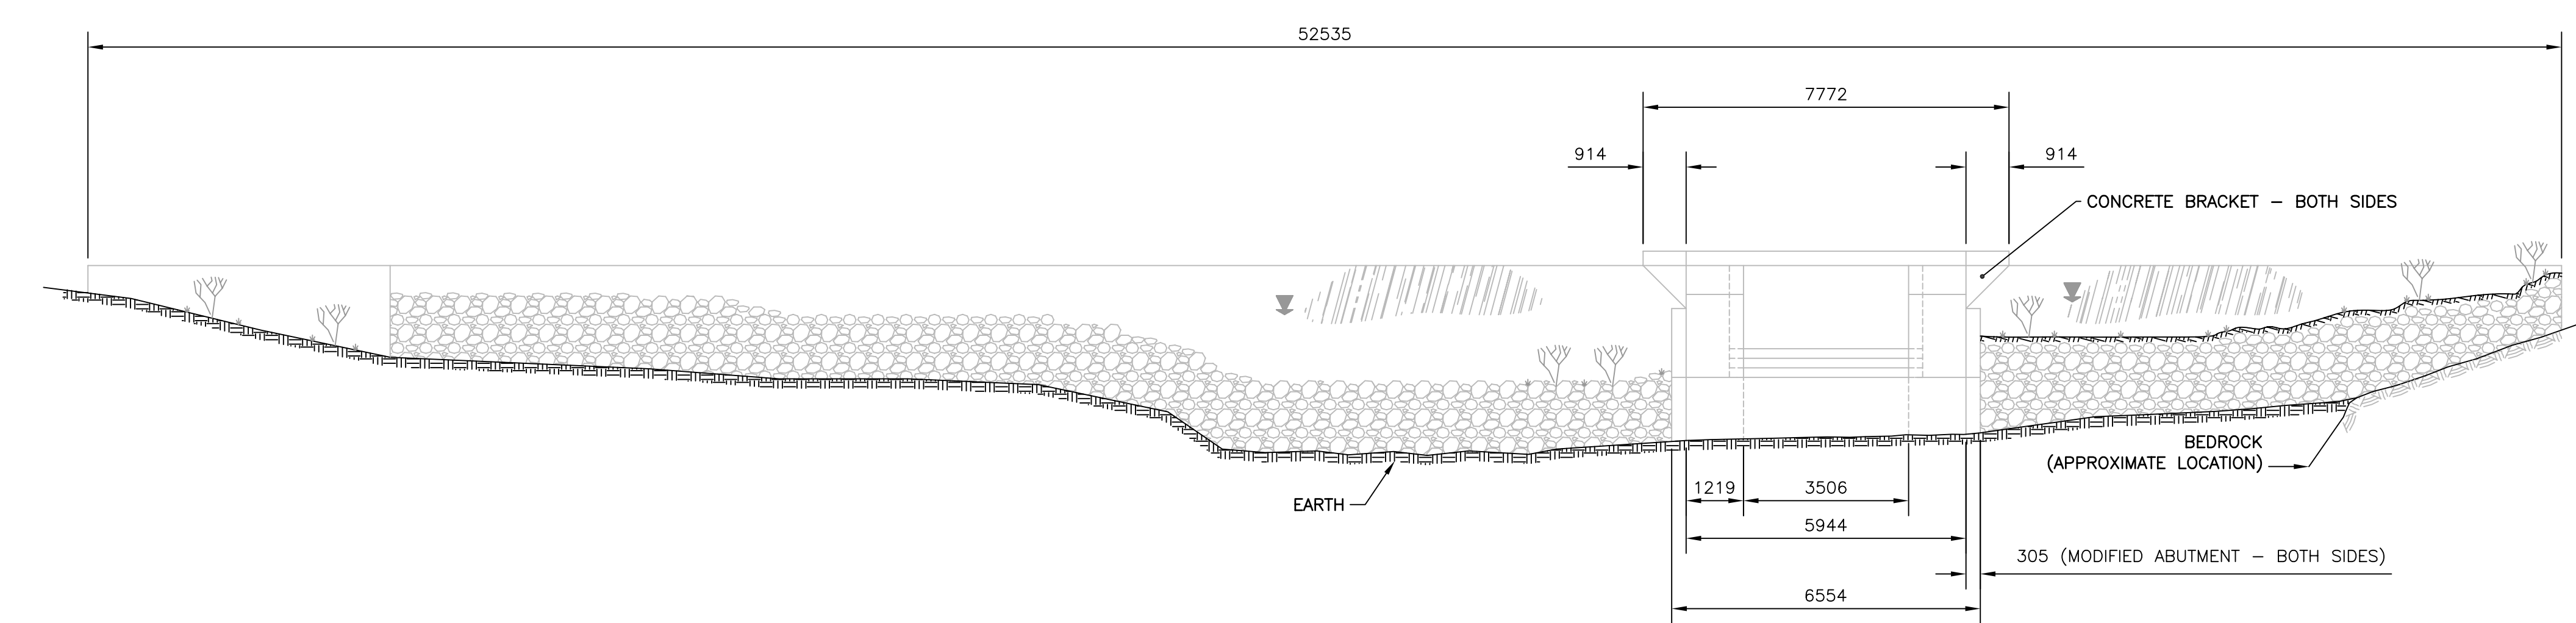 52535
7772
914
914
CONCRETE BRACKET – BOTH SIDES
BEDROCK
(APPROXIMATE LOCATION)
EARTH
1219
3506
5944
305 (MODIFIED ABUTMENT – BOTH SIDES)
6554